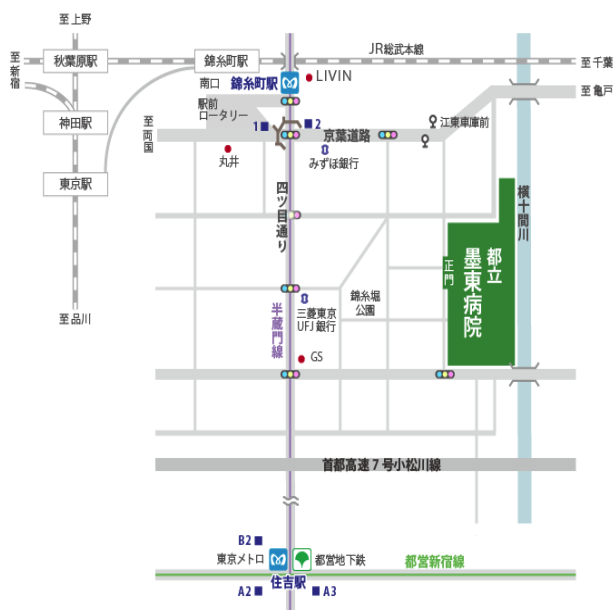 至上野
至新宿
秋葉原駅
錦糸町駅
JR総武本線
至千葉
南口
錦糸町駅
LIVIN
至亀戸
駅前
ロータリー
神田駅
至両国
1
2
京葉道路
江東車庫前
丸井
みずほ銀行
東京駅
四ツ目通り
横十間川
都立
墨東病院
正門
至品川
半蔵門線
三菱東京
UFJ銀行
錦糸堀
公園
GS
首都高速7号小松川線
B2
東京メトロ
都営地下鉄
都営新宿線
住吉駅
A2
A3